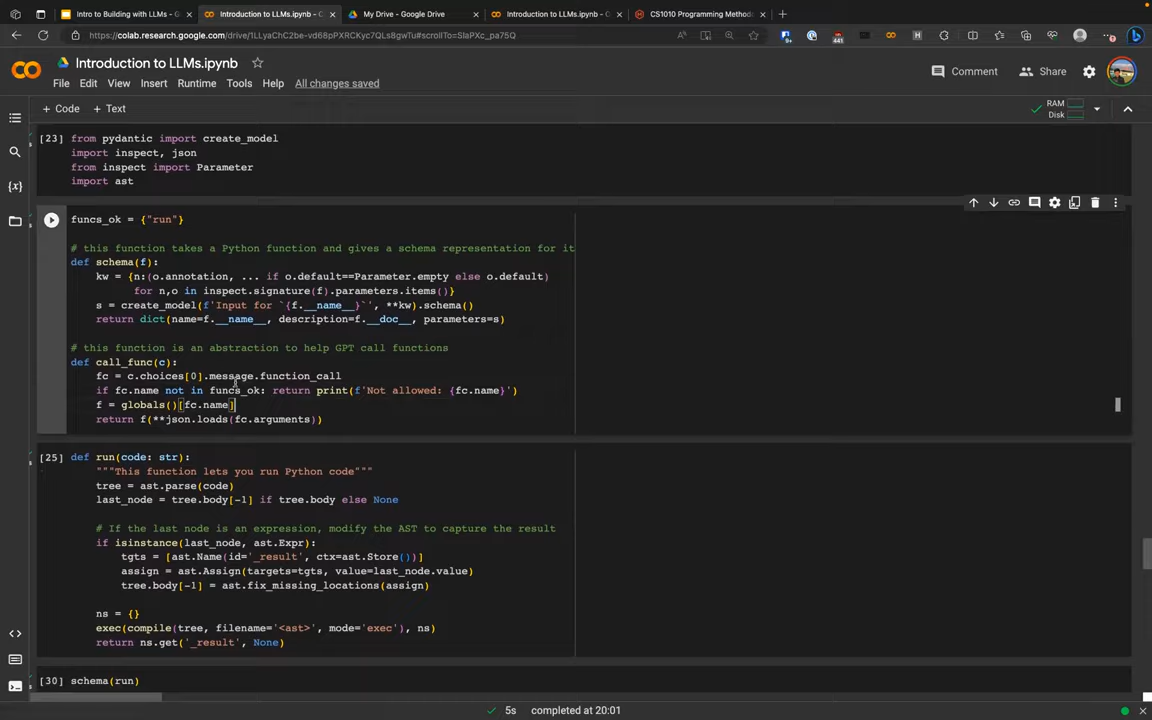 Intro to Building with LLMs - G
Introduction to LLMs.ipynb - C
My Drive - Google Drive
Introduction to LLMs.ipynb - C
CS1010 Programming Method
https://colab.research.google.com/drive/1LLyaChC2be-vd68pPXRCKyc7QLs8gwTu#scrollTo=SlaPXc_pa75Q
441
Introduction to LLMs.ipynb
File Edit View Insert Runtime Tools Help All changes saved
Comment
Share
+ Code + Text
RAM
Disk
[23] from pydantic import create_model
import inspect, json
from inspect import Parameter
import ast
funcs_ok = {"run"}
# this function takes a Python function and gives a schema representation for it
def schema(f):
kw = {n:(o.annotation, ... if o.default==Parameter.empty else o.default)
for n,o in inspect.signature(f).parameters.items()}
s = create_model(f'Input for `{f.__name__}`', **kw).schema()
return dict(name=f.__name__, description=f.__doc__, parameters=s)
# this function is an abstraction to help GPT call functions
def call_func(c):
fc = c.choices[0].message.function_call
if fc.name not in funcs_ok: return print(f'Not allowed: {fc.name}')
f = globals()[fc.name]
return f(**json.loads(fc.arguments))
[25] def run(code: str):
"""This function lets you run Python code"""
tree = ast.parse(code)
last_node = tree.body[-1] if tree.body else None
# If the last node is an expression, modify the AST to capture the result
if isinstance(last_node, ast.Expr):
tgts = [ast.Name(id='_result', ctx=ast.Store())]
assign = ast.Assign(targets=tgts, value=last_node.value)
tree.body[-1] = ast.fix_missing_locations(assign)
ns = {}
exec(compile(tree, filename='<ast>', mode='exec'), ns)
return ns.get('_result', None)
[30] schema(run)
5s completed at 20:01